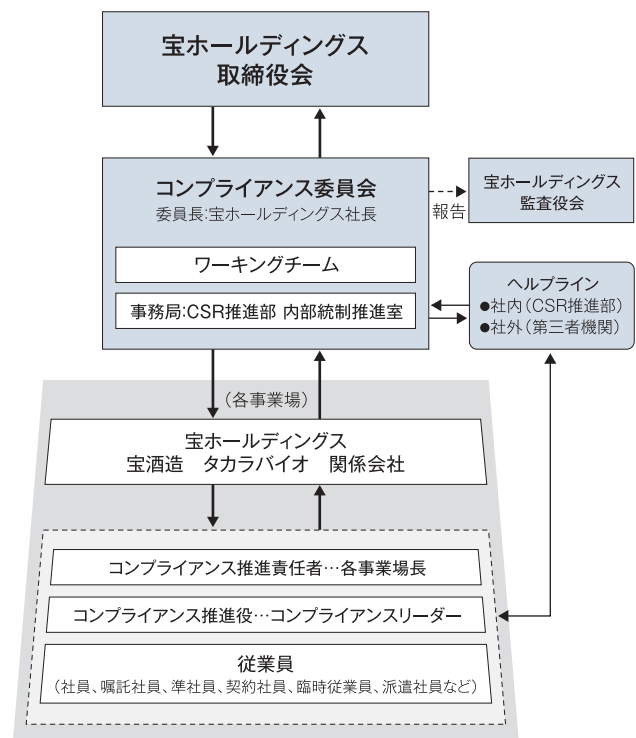 宝ホールディングス
取締役会
コンプライアンス委員会
委員長:宝ホールディングス社長
ワーキングチーム
事務局:CSR推進部 内部統制推進室
報告
宝ホールディングス
監査役会
ヘルプライン
●社内(CSR推進部)
●社外(第三者機関)
(各事業場)
宝ホールディングス
宝酒造 タカラバイオ 関係会社
コンプライアンス推進責任者…各事業場長
コンプライアンス推進役…コンプライアンスリーダー
従業員
(社員、嘱託社員、準社員、契約社員、臨時従業員、派遣社員など)